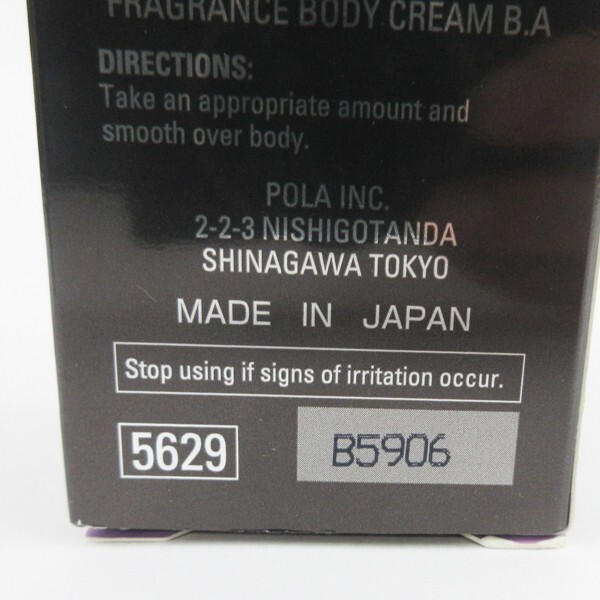 FRAGRANCE BODY CREAM B.A
DIRECTIONS:
Take an appropriate amount and
smooth over body.
POLA INC.
2-2-3 NISHIGOTANDA
SHINAGAWA TOKYO
MADE IN JAPAN
Stop using if signs of irritation occur.
5629
B5906